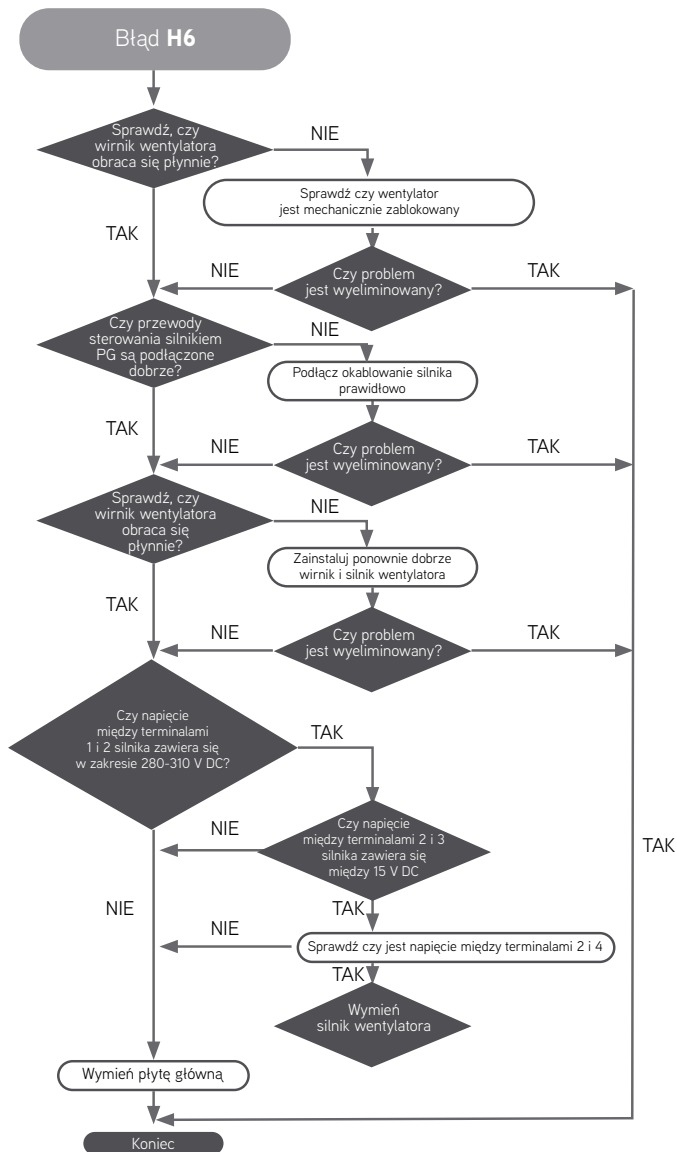 Błąd H6
Sprawdź, czy
wirnik wentylatora
obraca się płynnie?
NIE
Sprawdź czy wentylator
jest mechanicznie zablokowany
TAK
NIE
Czy problem
jest wyeliminowany?
TAK
Czy przewody
sterowania silnikiem
PG są podłączone
dobrze?
NIE
Podłącz okablowanie silnika
prawidłowo
TAK
NIE
Czy problem
jest wyeliminowany?
TAK
Sprawdź, czy
wirnik wentylatora
obraca się
płynnie?
NIE
Zainstaluj ponownie dobrze
wirnik i silnik wentylatora
TAK
NIE
Czy problem
jest wyeliminowany?
TAK
Czy napięcie
między terminalami
1 i 2 silnika zawiera się
w zakresie 280-310 V DC?
TAK
NIE
Czy napięcie
między terminalami 2 i 3
silnika zawiera się
między 15 V DC
TAK
NIE
TAK
NIE
Sprawdź czy jest napięcie między terminalami 2 i 4
TAK
Wymień
silnik wentylatora
Wymień płytę główną
Koniec